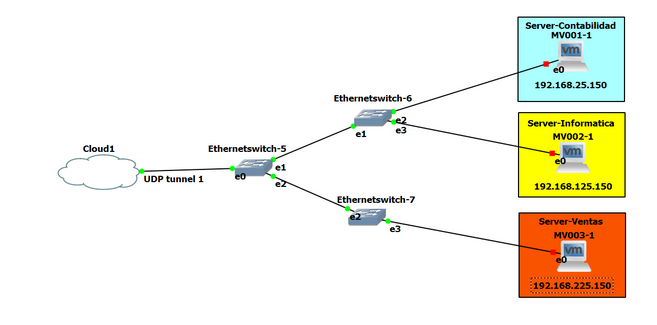 Server-Contabilidad
MV001-1
vm
e0
192.168.25.150
Ethernetswitch-6
e2
e3
e1
Server-Informatica
MV002-1
vm
e0
192.168.125.150
Cloud1
Ethernetswitch-5
e1
e0
e2
UDP tunnel 1
Ethernetswitch-7
e2
e3
Server-Ventas
MV003-1
vm
e0
192.168.225.150